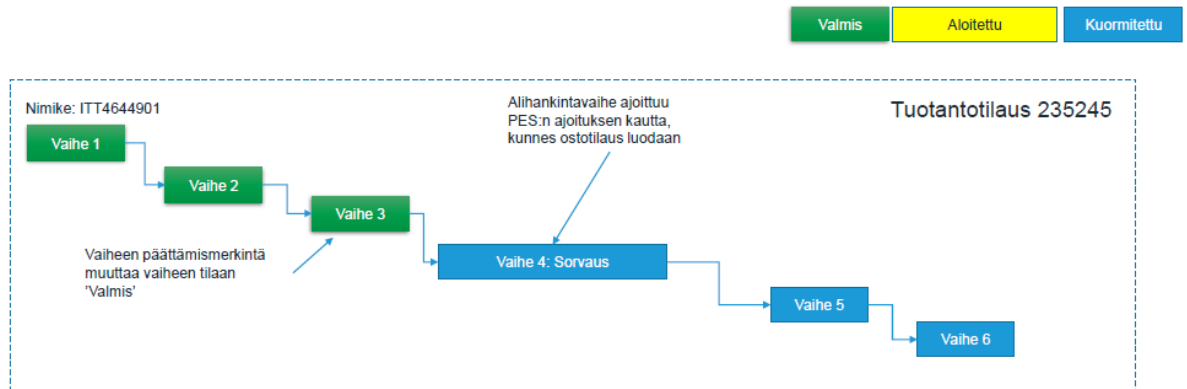 Valmis
Aloitettu
Kuormitettu
Nimike: ITT4644901
Alihankintavaihe ajoittuu
PES:n ajoituksen kautta,
kunnes ostotilaus luodaan
Tuotantotilaus 235245
Vaihe 1
Vaihe 2
Vaihe 3
Vaiheen päättämismerkintä
muuttaa vaiheen tilaan
'Valmis'
Vaihe 4: Sorvaus
Vaihe 5
Vaihe 6